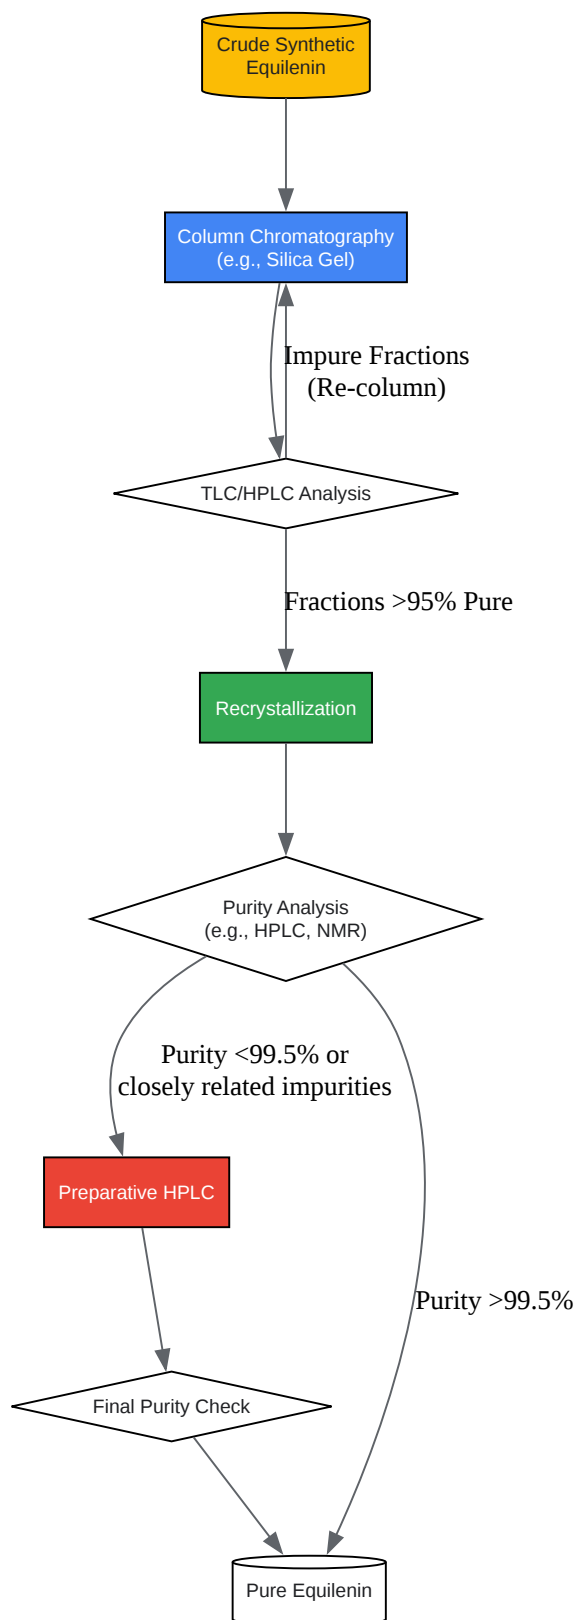 Crude Synthetic
Equilenin
Column Chromatography
(e.g., Silica Gel)
Impure Fractions
(Re-column)
TLC/HPLC Analysis
Fractions >95% Pure
Recrystallization
Purity Analysis
(e.g., HPLC, NMR)
Purity <99.5% or
closely related impurities
Preparative HPLC
Purity >99.5%
Final Purity Check
Pure Equilenin